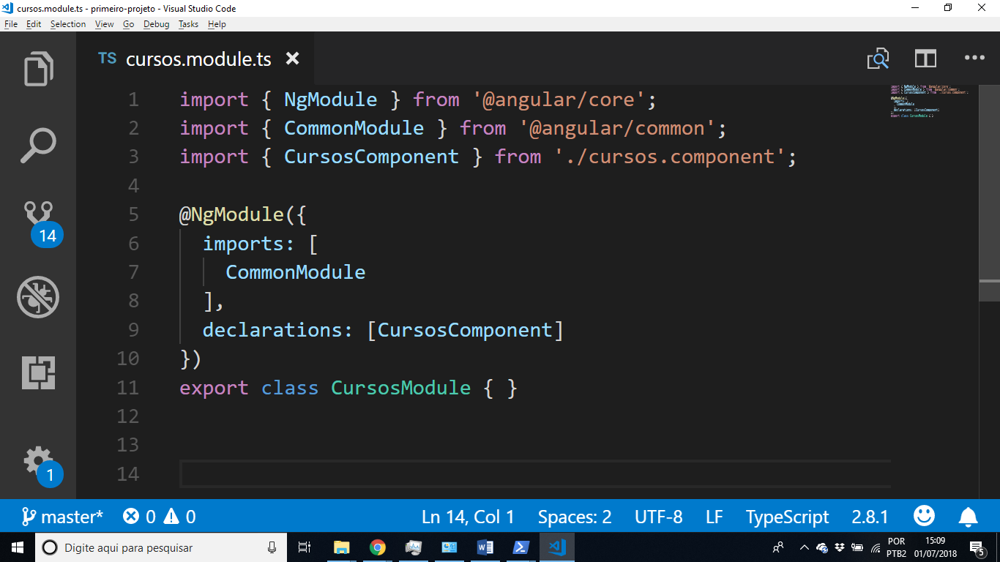 cursos.module.ts - primeiro-projeto - Visual Studio Code
File Edit Selection View Go Debug Tasks Help
TS cursos.module.ts
1 import { NgModule } from '@angular/core';
2 import { CommonModule } from '@angular/common';
3 import { CursosComponent } from './cursos.component';
4
5 @NgModule({
6 imports: [
7 CommonModule
8 ],
9 declarations: [CursosComponent]
10 })
11 export class CursosModule { }
12
13
14
14
1
master* 0 0 Ln 14, Col 1 Spaces: 2 UTF-8 LF TypeScript 2.8.1
Digite aqui para pesquisar
POR
PTB2
15:09
01/07/2018
5